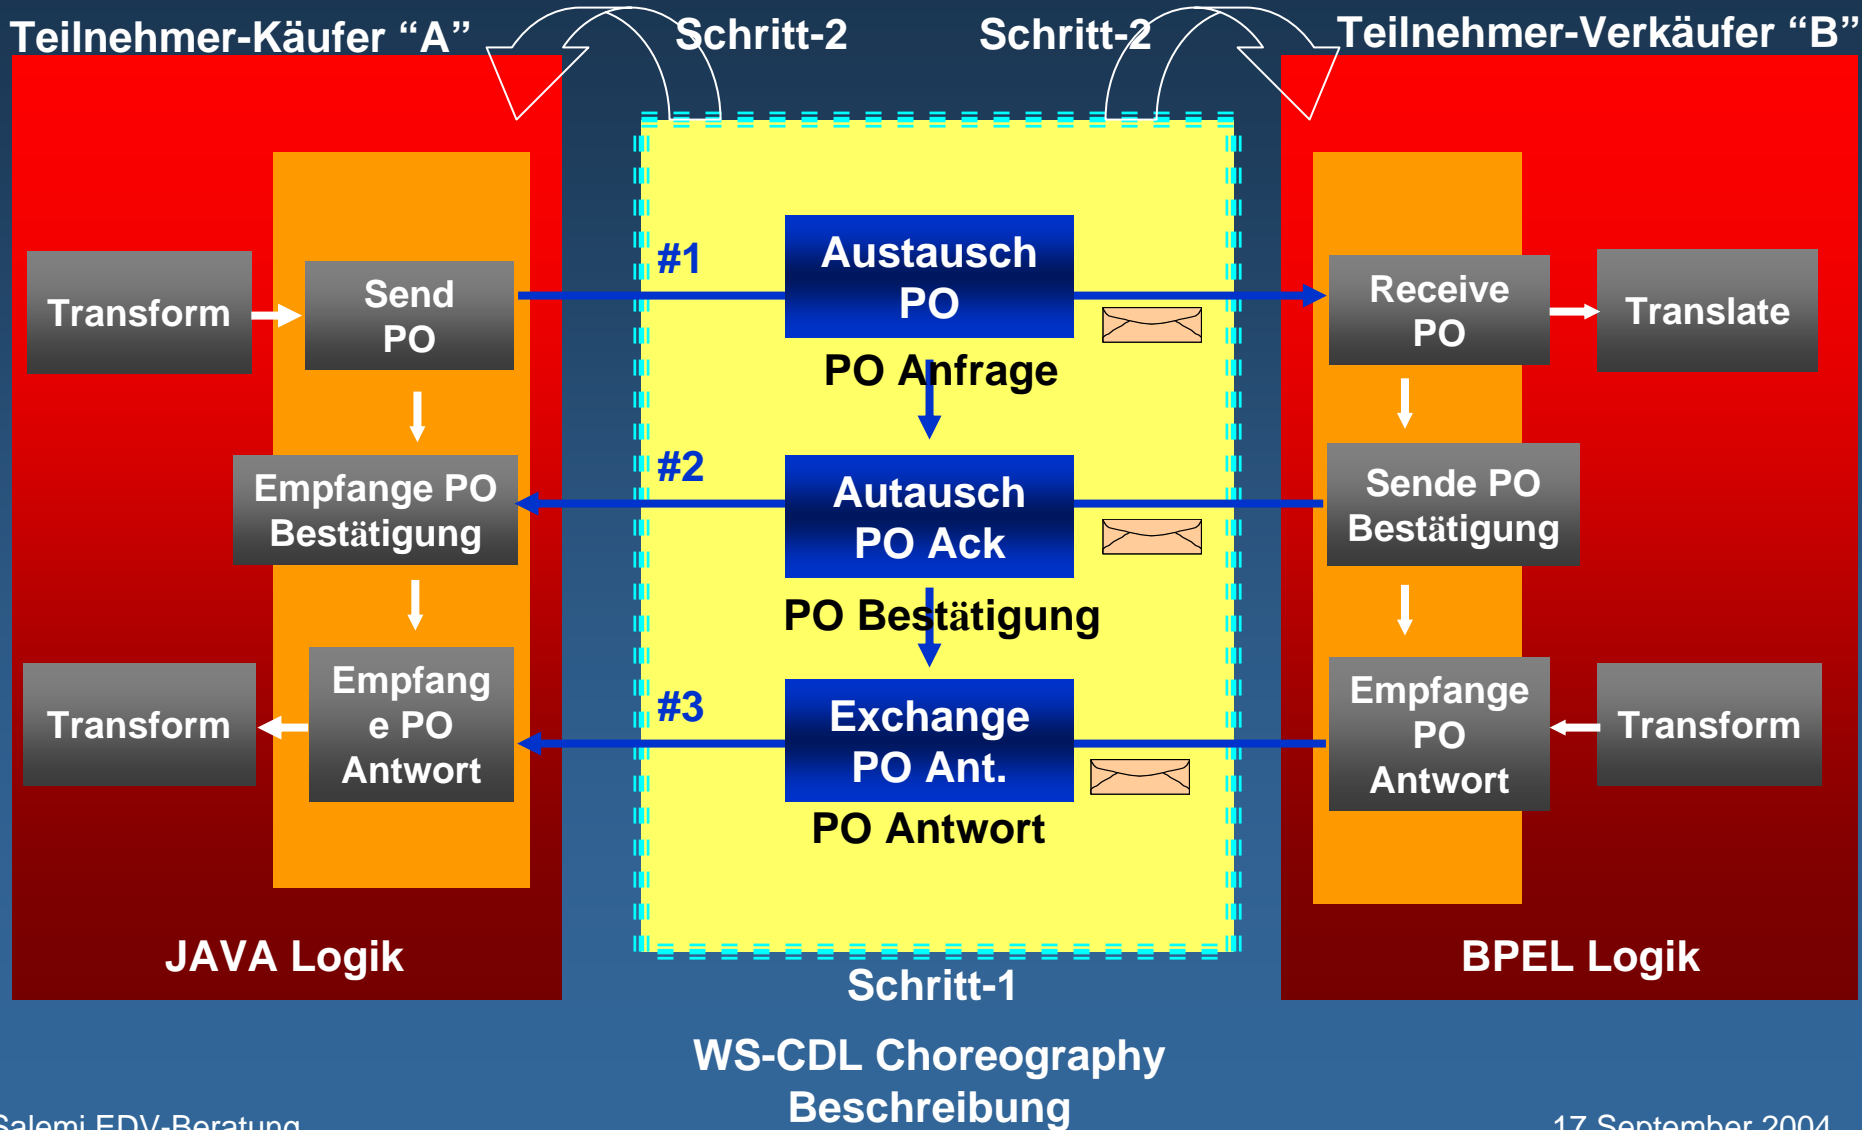 Teilnehmer-Käufer “A”
Schritt-2
Schritt-2
Teilnehmer-Verkäufer “B”
Transform
Send
PO
#1
Austausch
PO
PO Anfrage
Receive
PO
Translate
Empfange PO
Bestätigung
#2
Autausch
PO Ack
PO Bestätigung
Sende PO
Bestätigung
Transform
Empfang
e PO
Antwort
#3
Exchange
PO Ant.
PO Antwort
Empfange
PO
Antwort
Transform
JAVA Logik
BPEL Logik
Schritt-1
WS-CDL Choreography
Beschreibung
Salemi EDV-Beratung
17 September 2004